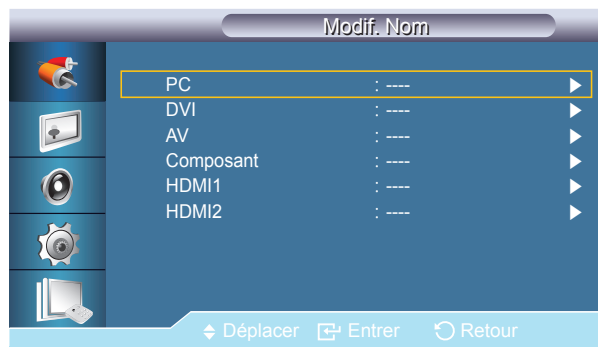 Modif. Nom
PC : ---- ▶
DVI : ---- ▶
AV : ---- ▶
Composant : ---- ▶
HDMI1 : ---- ▶
HDMI2 : ---- ▶
Déplacer Entrer Retour